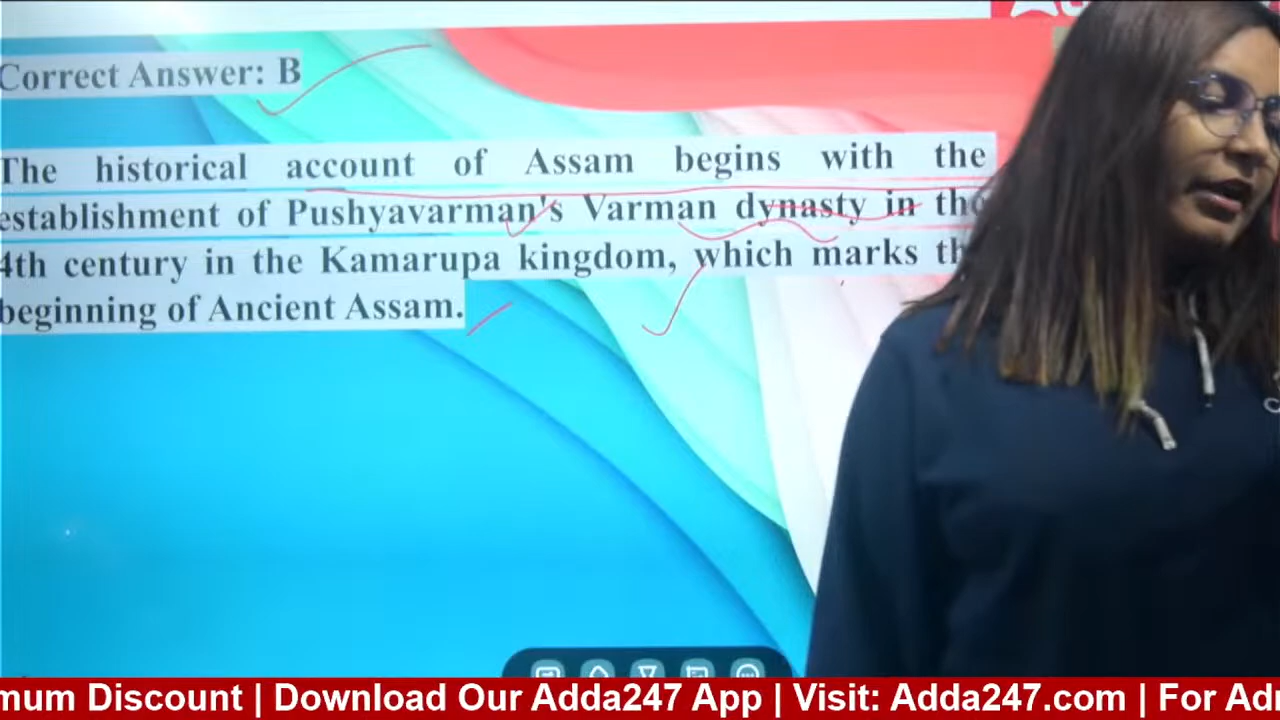 Correct Answer: B
The historical account of Assam begins with the
establishment of Pushyavarman's Varman dynasty in the
4th century in the Kamarupa kingdom, which marks
beginning of Ancient Assam.
mum Discount | Download Our Adda247 App | Visit: Adda247.com | For